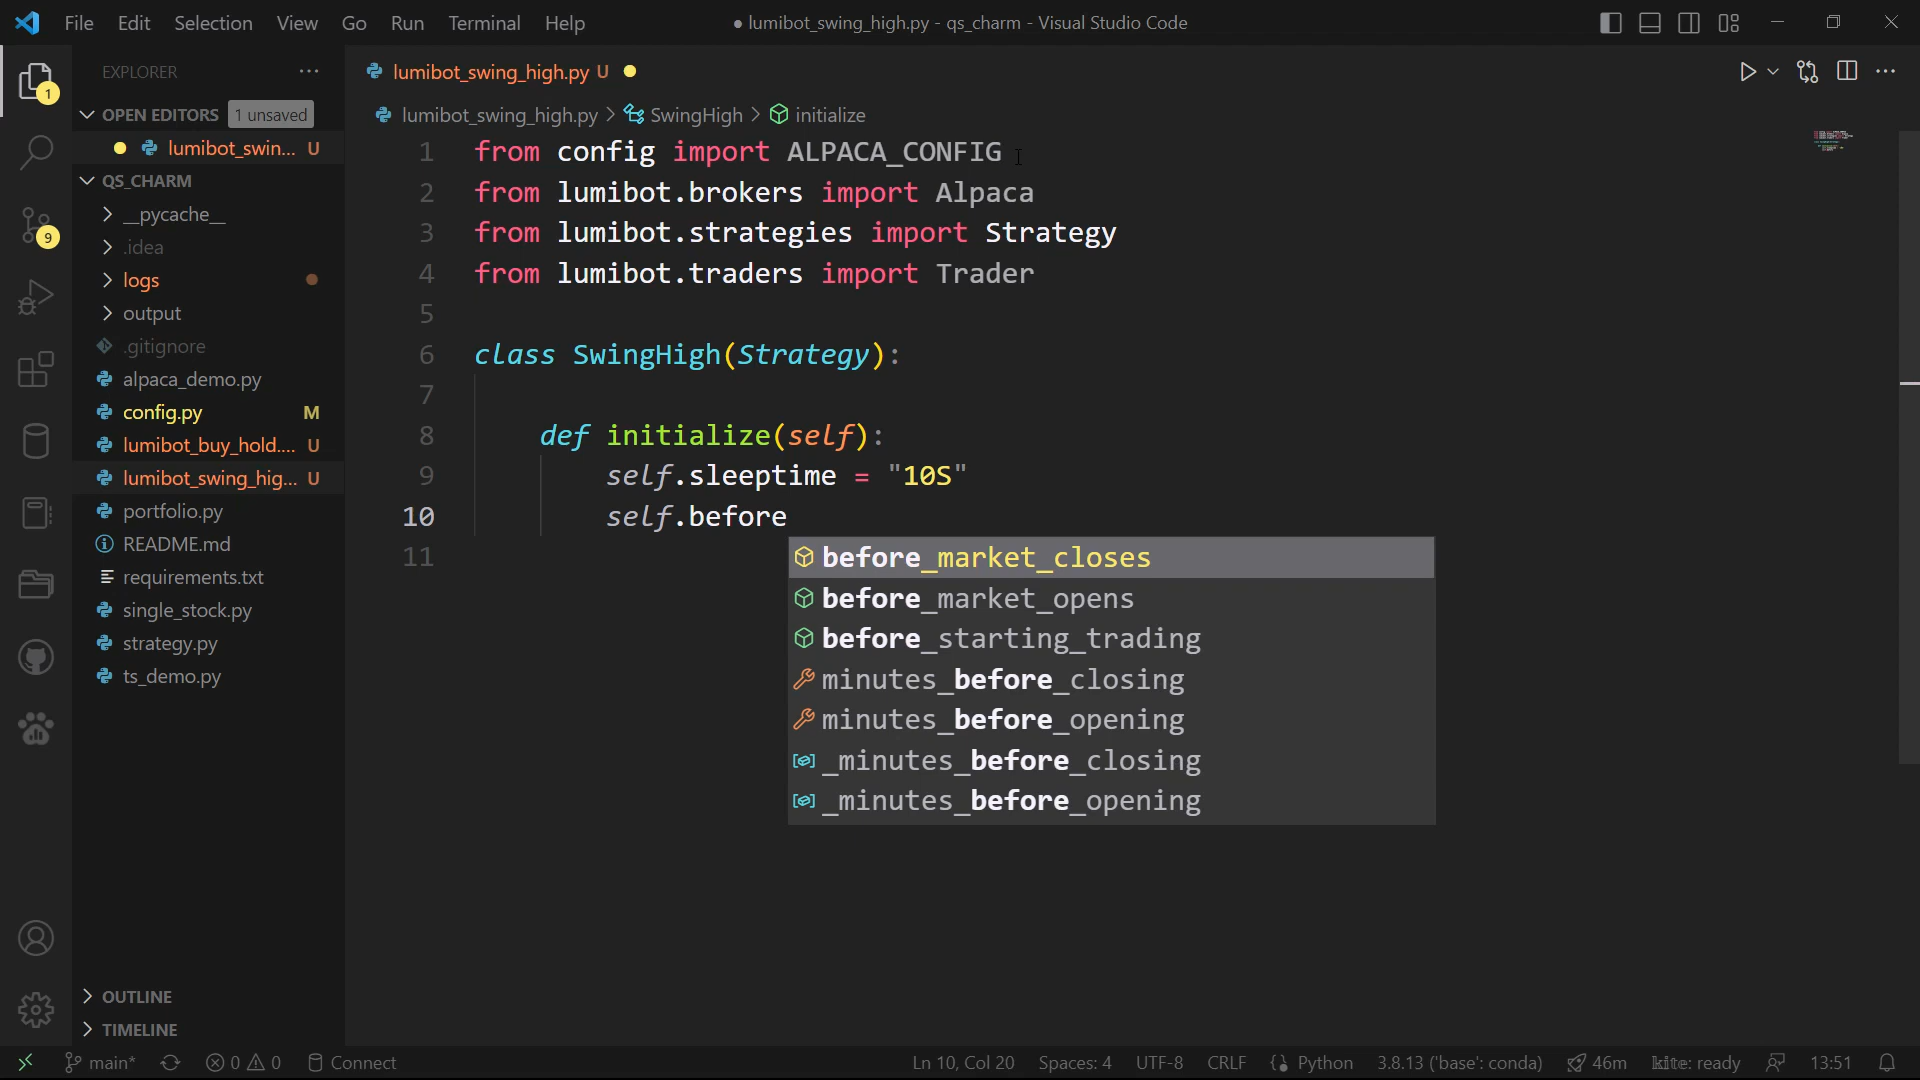 File Edit Selection View Go Run Terminal Help
● lumibot_swing_high.py - qs_charm - Visual Studio Code
EXPLORER
1
OPEN EDITORS 1 unsaved
lumibot_swin... U
QS_CHARM
__pycache__
9
.idea
logs
output
.gitignore
alpaca_demo.py
config.py M
lumibot_buy_hold.... U
lumibot_swing_hig... U
portfolio.py
README.md
requirements.txt
single_stock.py
strategy.py
ts_demo.py
OUTLINE
TIMELINE
lumibot_swing_high.py U
lumibot_swing_high.py > SwingHigh > initialize
1 from config import ALPACA_CONFIG
2 from lumibot.brokers import Alpaca
3 from lumibot.strategies import Strategy
4 from lumibot.traders import Trader
5
6 class SwingHigh(Strategy):
7
8 def initialize(self):
9 self.sleeptime = "10S"
10 self.before
11
before_market_closes
before_market_opens
before_starting_trading
minutes_before_closing
minutes_before_opening
_minutes_before_closing
_minutes_before_opening
main* 0 0 Connect Ln 10, Col 20 Spaces: 4 UTF-8 CRLF Python 3.8.13 ('base': conda) 46m kite: ready 13:51